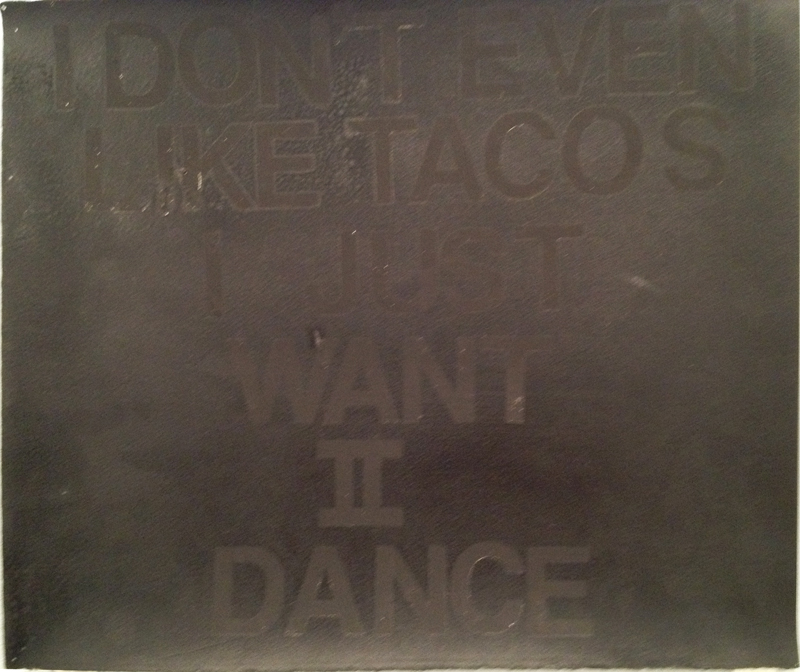 I DON'T EVEN
LIKE TACOS
I JUST
WANT
II
DANCE